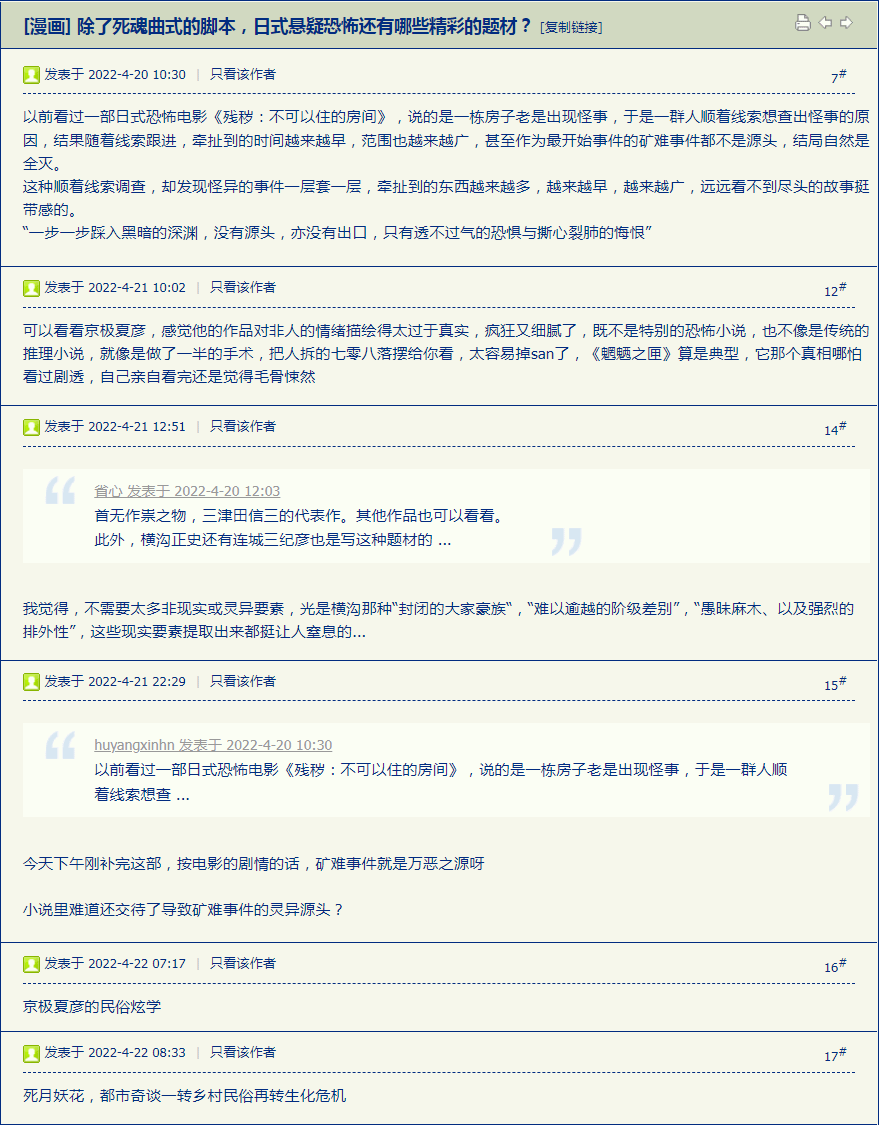 [漫画] 除了死魂曲式的脚本，日式悬疑恐怖还有哪些精彩的题材？ [复制链接]
发表于 2022-4-20 10:30 | 只看该作者 7#
以前看过一部日式恐怖电影《残秽：不可以住的房间》，说的是一栋房子老是出现怪事，于是一群人顺着线索想查出怪事的原
因，结果随着线索跟进，牵扯到的时间越来越早，范围也越来越广，甚至作为最开始事件的矿难事件都不是源头，结局自然是
全灭。
这种顺着线索调查，却发现怪异的事件一层套一层，牵扯到的东西越来越多，越来越早，越来越广，远远看不到尽头的故事挺
带感的。
“一步一步踩入黑暗的深渊，没有源头，亦没有出口，只有透不过气的恐惧与撕心裂肺的悔恨”
发表于 2022-4-21 10:02 | 只看该作者 12#
可以看看京极夏彦，感觉他的作品对非人的情绪描绘得太过于真实，疯狂又细腻了，既不是特别的恐怖小说，也不像是传统的
推理小说，就像是做了一半的手术，把人拆的七零八落摆给你看，太容易掉san了，《魍魉之匣》算是典型，它那个真相哪怕
看过剧透，自己亲自看完还是觉得毛骨悚然
发表于 2022-4-21 12:51 | 只看该作者 14#
省心 发表于 2022-4-20 12:03
首无作祟之物，三津田信三的代表作。其他作品也可以看看。
此外，横沟正史还有连城三纪彦也是写这种题材的 ...
我觉得，不需要太多非现实或灵异要素，光是横沟那种“封闭的大家豪族“，“难以逾越的阶级差别”，“愚昧麻木、以及强烈的
排外性”，这些现实要素提取出来都挺让人窒息的...
发表于 2022-4-21 22:29 | 只看该作者 15#
huyangxinhn 发表于 2022-4-20 10:30
以前看过一部日式恐怖电影《残秽：不可以住的房间》，说的是一栋房子老是出现怪事，于是一群人顺
着线索想查 ...
今天下午刚补完这部，按电影的剧情的话，矿难事件就是万恶之源呀
小说里难道还交待了导致矿难事件的灵异源头？
发表于 2022-4-22 07:17 | 只看该作者 16#
京极夏彦的民俗炫学
发表于 2022-4-22 08:33 | 只看该作者 17#
死月妖花，都市奇谈一转乡村民俗再转生化危机